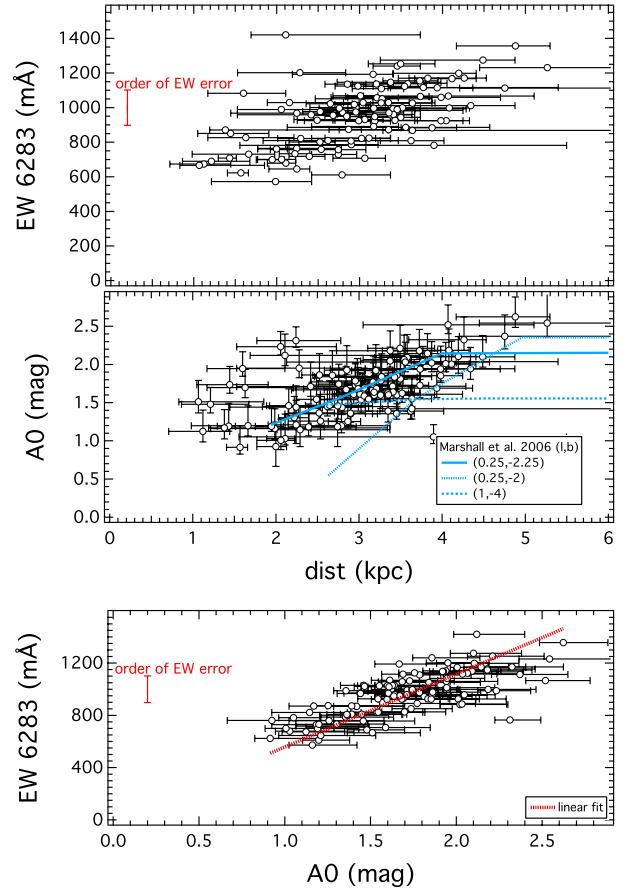 1400
1200
1000
800
600
400
200
0
EW 6283 (mÅ)
order of EW error
2.5
2.0
1.5
1.0
0.5
0.0
A0 (mag)
Marshall et al. 2006 (l,b)
(0.25,-2.25)
(0.25,-2)
(1,-4)
0 1 2 3 4 5 6
dist (kpc)
1200
800
400
0
EW 6283 (mÅ)
order of EW error
linear fit
0.0 0.5 1.0 1.5 2.0 2.5
A0 (mag)